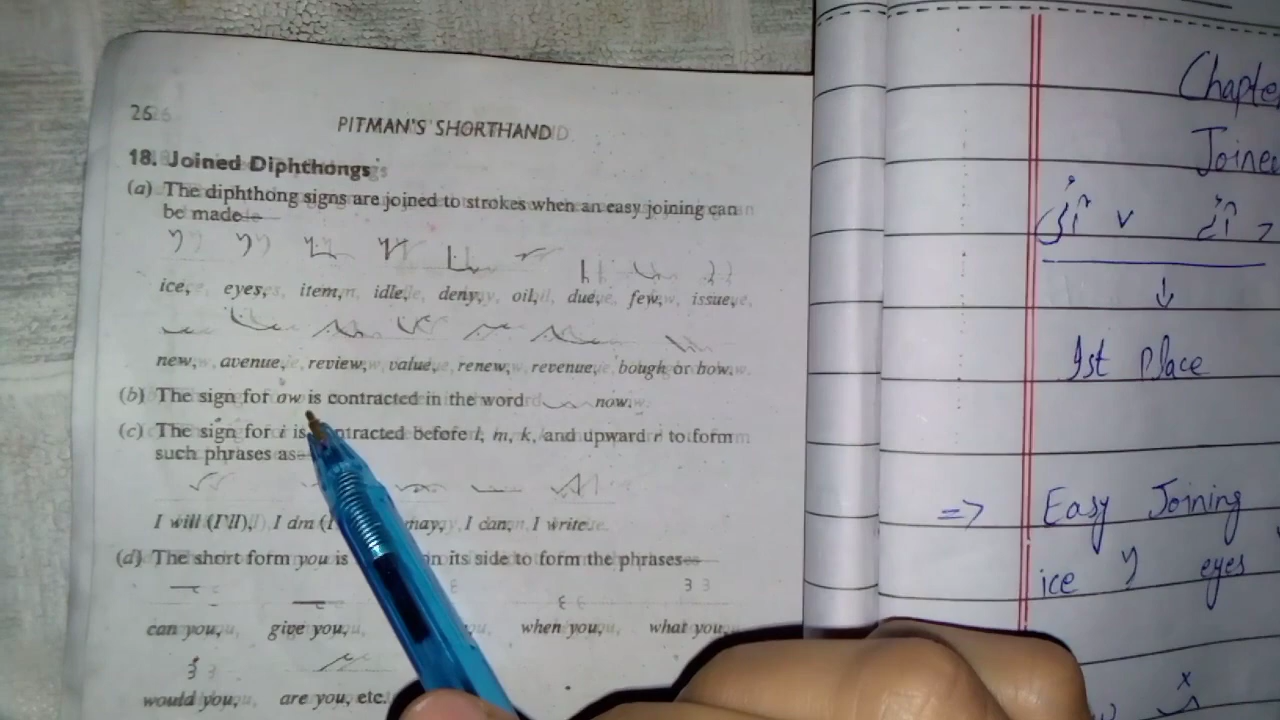 26
PITMAN'S SHORTHAND
18. Joined Diphthongs
(a) The diphthong signs are joined to strokes when an easy joining can
be made—
ice, eyes, item, idle, deny, oil, due, few, issue,
new, avenue, review, value, renew, revenue, bough or how.
(b) The sign for ow is contracted in the word now.
(c) The sign for i is before l, m, k, and upward r to form
such phrases as—
I will (I'll), I am may, I can, I write.
(d) The short form you is on its side to form the phrases—
can you, give you, when you, what you,
would you, are you, etc.
Chapte
Joine
1st Place
=> Easy Joining
ice eyes